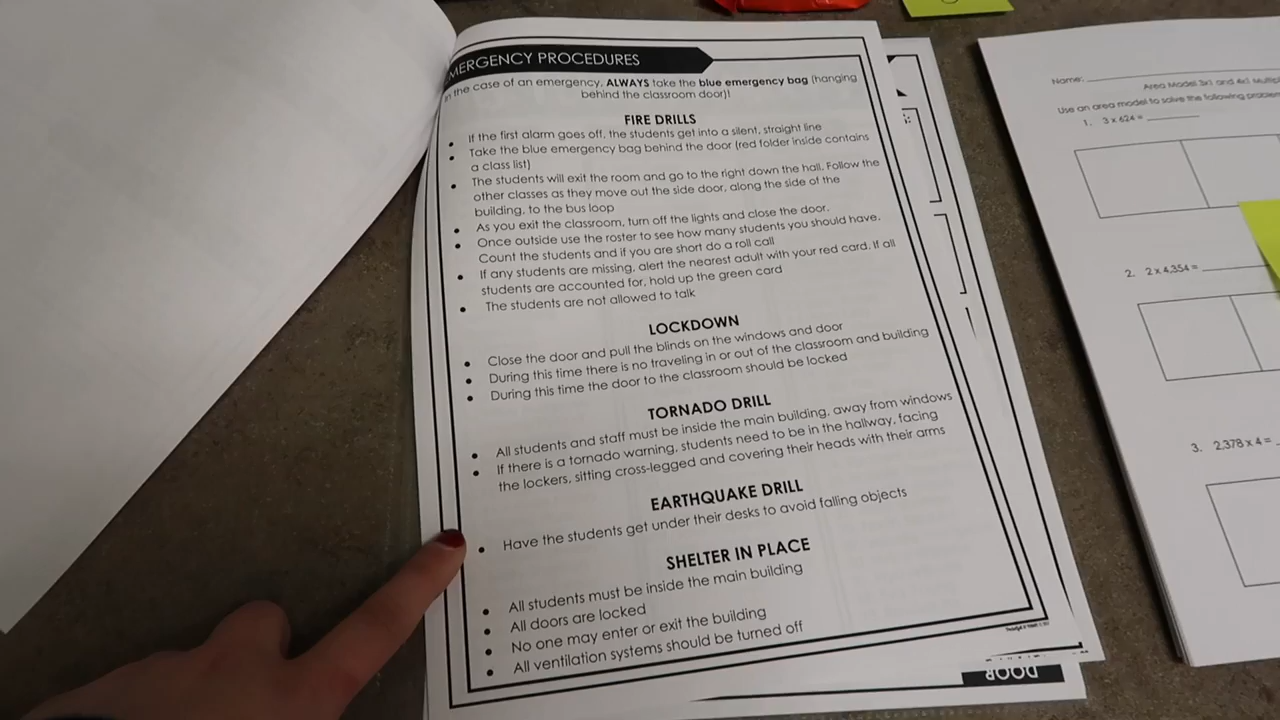 MERGENCY PROCEDURES
In the case of an emergency, ALWAYS take the blue emergency bag (hanging
behind the classroom door)!
FIRE DRILLS
• If the first alarm goes off, the students get into a silent, straight line
• Take the blue emergency bag behind the door (red folder inside contains
a class list)
• The students will exit the room and go to the right down the hall. Follow the
other classes as they move out the side door, along the side of the
building, to the bus loop
• As you exit the classroom, turn off the lights and close the door.
• Once outside use the roster to see how many students you should have.
Count the students and if you are short do a roll call
• If any students are missing, alert the nearest adult with your red card. If all
students are accounted for, hold up the green card
• The students are not allowed to talk
LOCKDOWN
• Close the door and pull the blinds on the windows and door
• During this time there is no traveling in or out of the classroom and building
• During this time the door to the classroom should be locked
TORNADO DRILL
• All students and staff must be inside the main building, away from windows
• If there is a tornado warning, students need to be in the hallway, facing
the lockers, sitting cross-legged and covering their heads with their arms
EARTHQUAKE DRILL
• Have the students get under their desks to avoid falling objects
SHELTER IN PLACE
• All students must be inside the main building
• All doors are locked
• No one may enter or exit the building
• All ventilation systems should be turned off
DOOR
Name:
Area Model 3x1 and 4x1
Use an area model to solve the following
1. 3 x 624 =
2. 2 x 4,354 =
3. 2,378 x 4 =